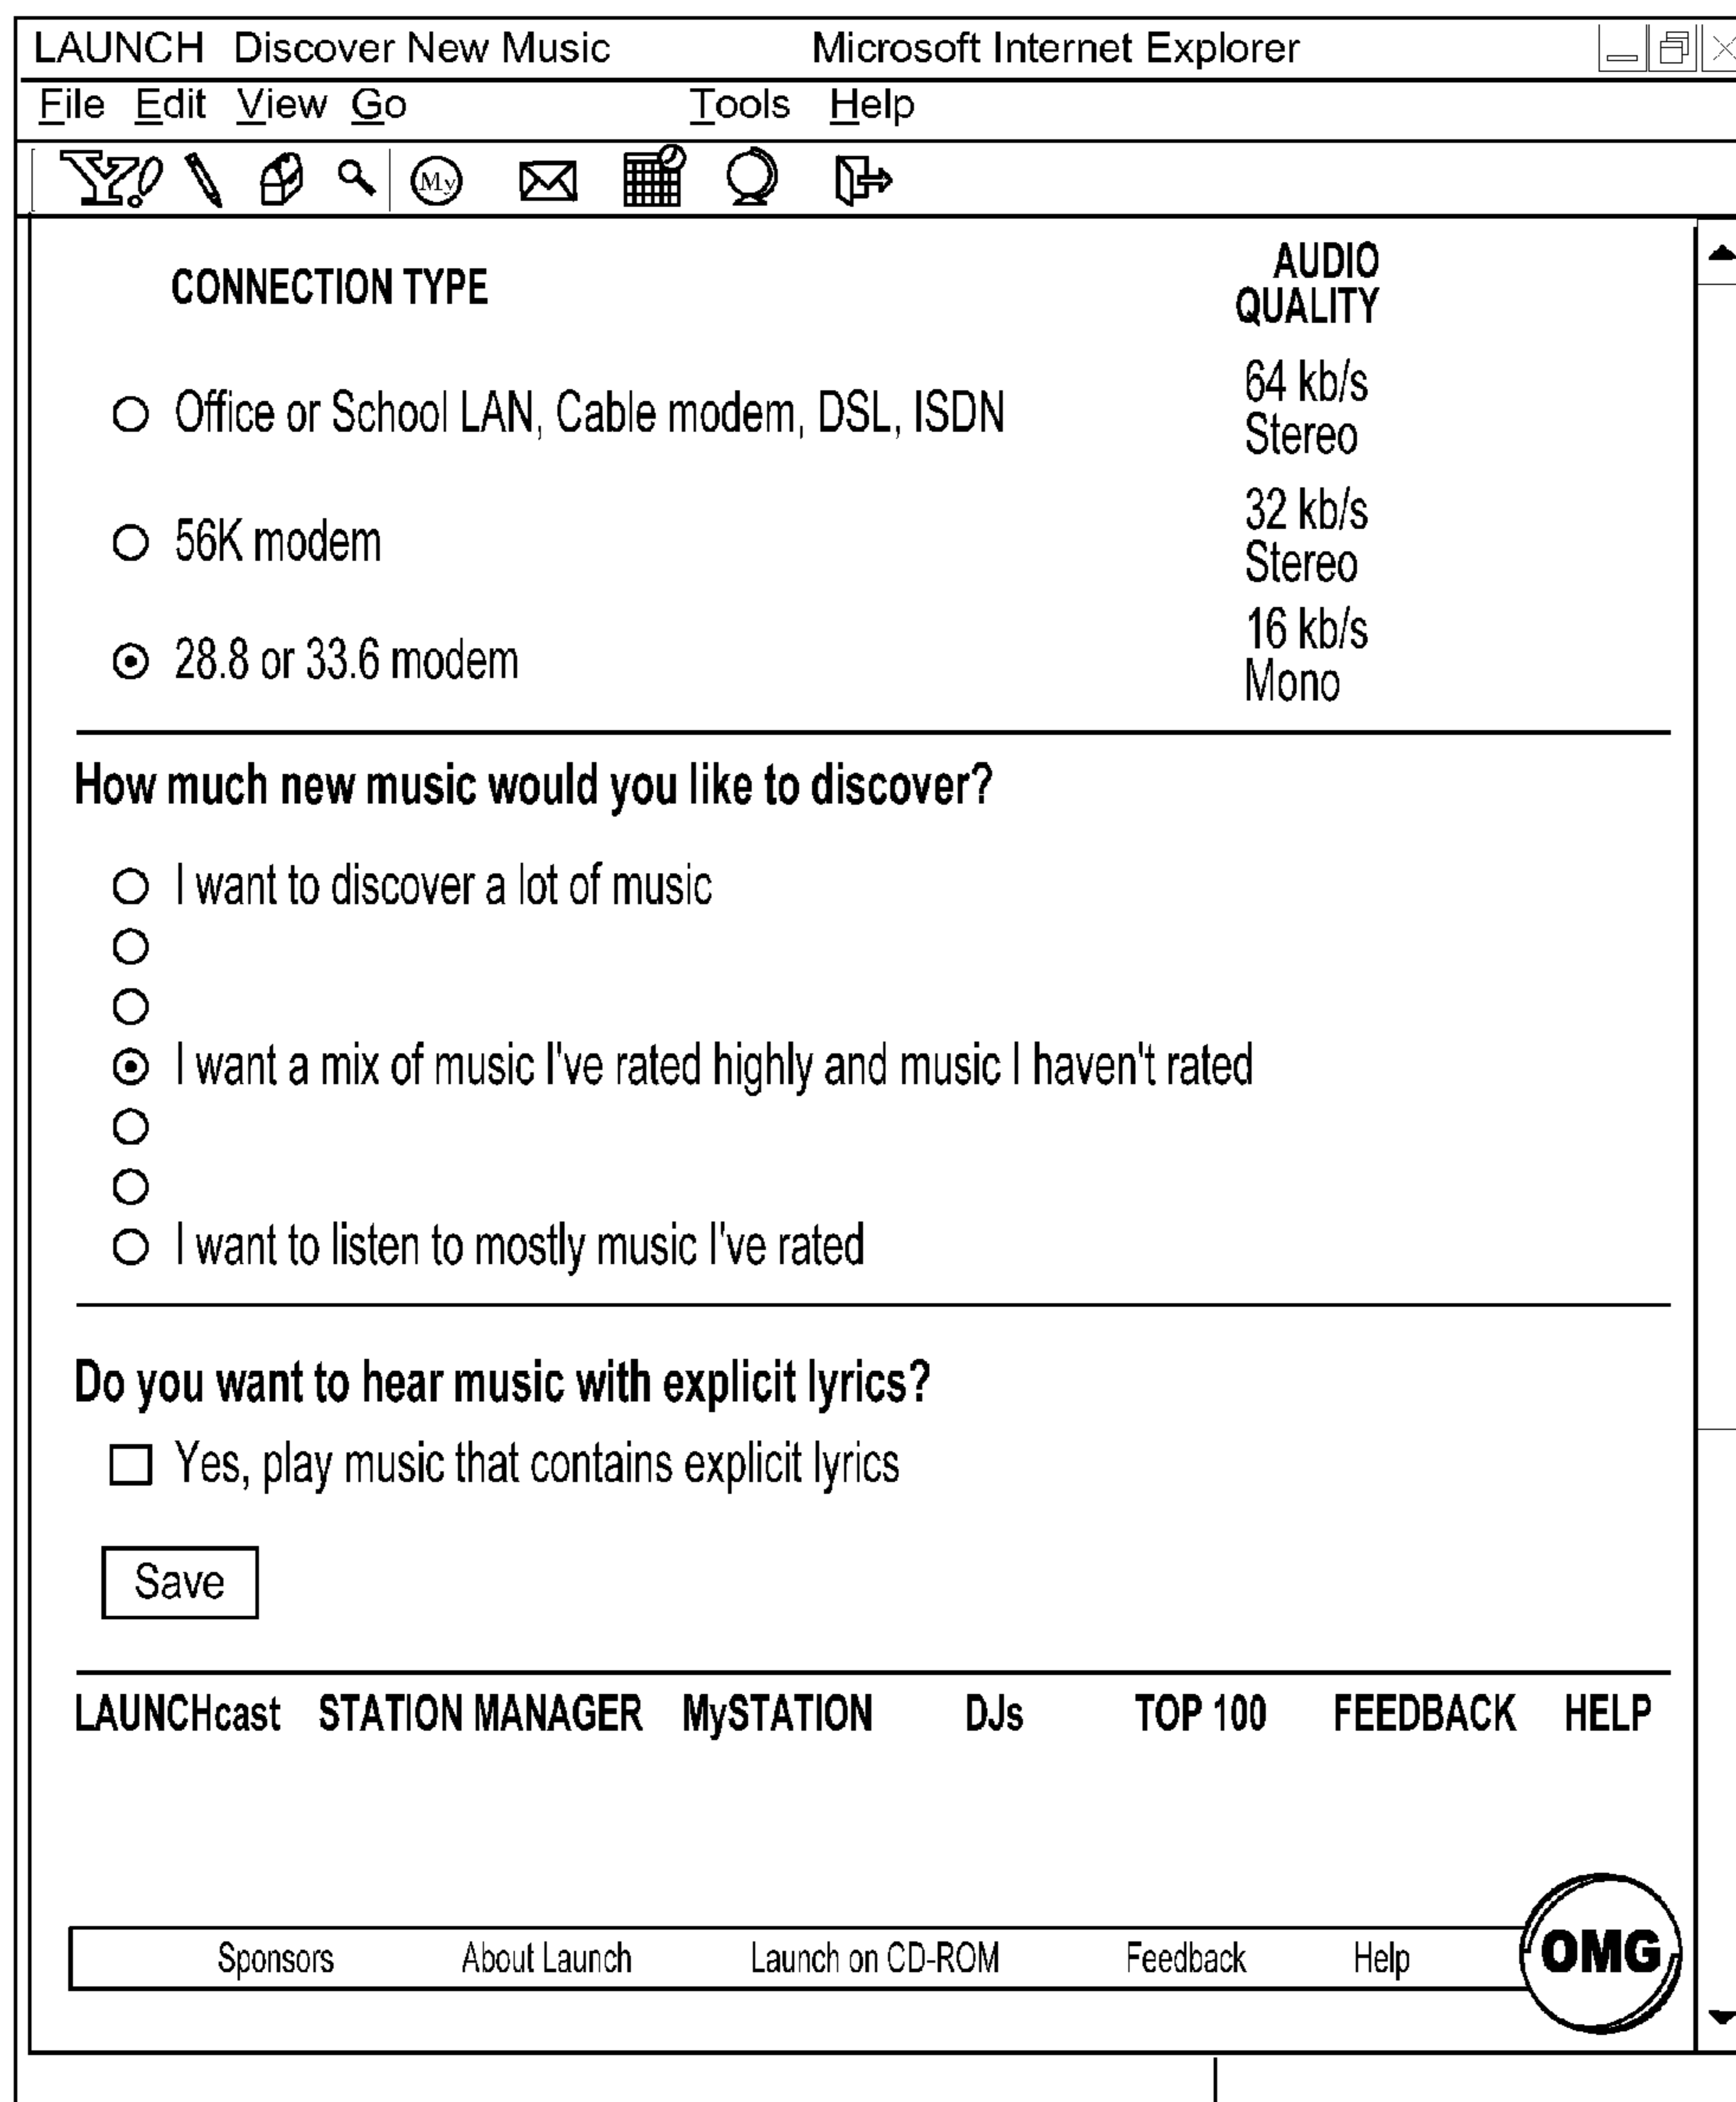 LAUNCH Discover New Music Microsoft Internet Explorer
File Edit View Go Tools Help
Y! My
CONNECTION TYPE
AUDIO
QUALITY
Office or School LAN, Cable modem, DSL, ISDN
64 kb/s
Stereo
56K modem
32 kb/s
Stereo
28.8 or 33.6 modem
16 kb/s
Mono
How much new music would you like to discover?
I want to discover a lot of music
I want a mix of music I've rated highly and music I haven't rated
I want to listen to mostly music I've rated
Do you want to hear music with explicit lyrics?
Yes, play music that contains explicit lyrics
Save
LAUNCHcast STATION MANAGER MySTATION DJs TOP 100 FEEDBACK HELP
Sponsors About Launch Launch on CD-ROM Feedback Help OMG